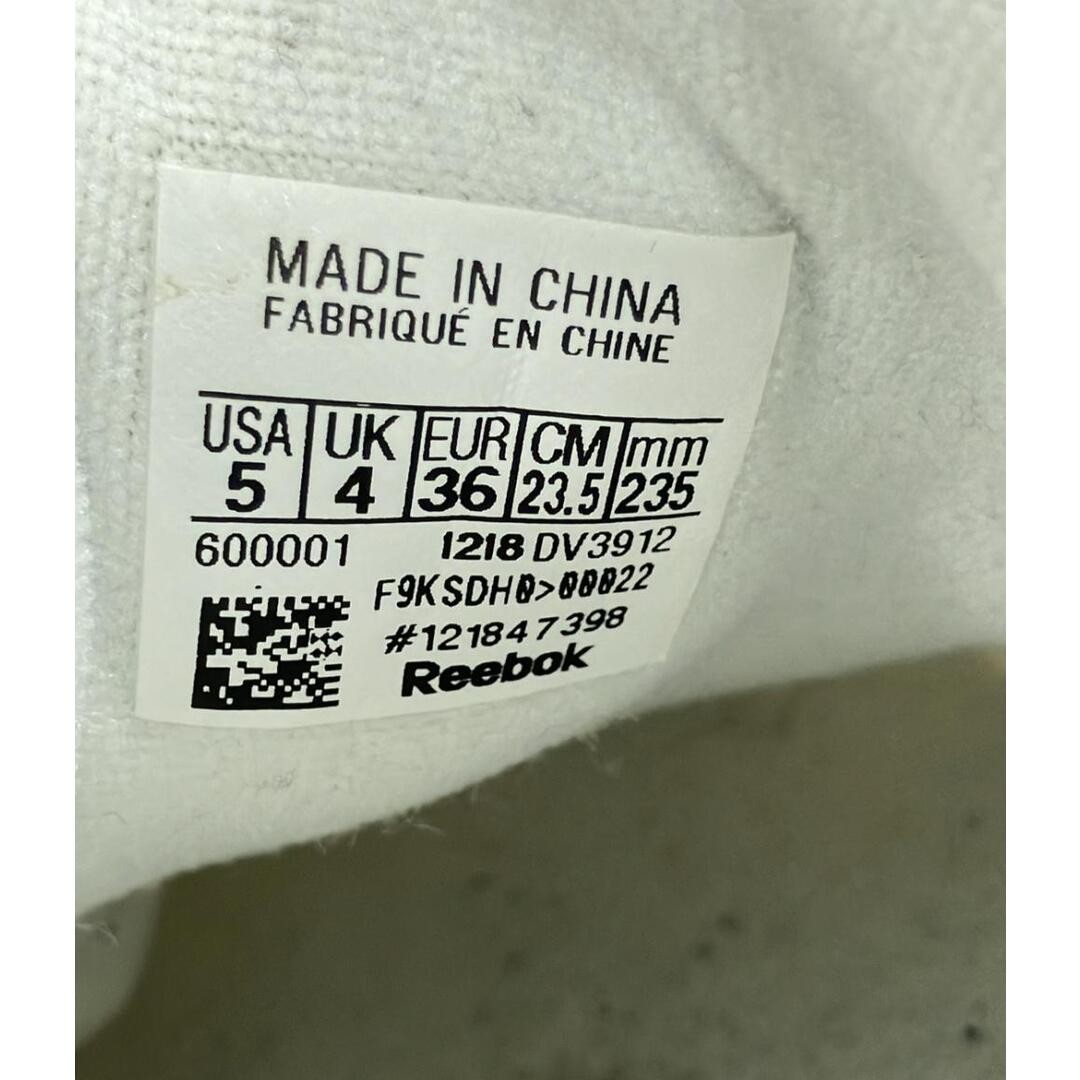 MADE IN CHINA
FABRIQUÉ EN CHINE
USA UK EUR CM mm
5 4 36 23.5 235
600001 1218 DV3912
F9KSDH0>00022
#121847398
Reebok